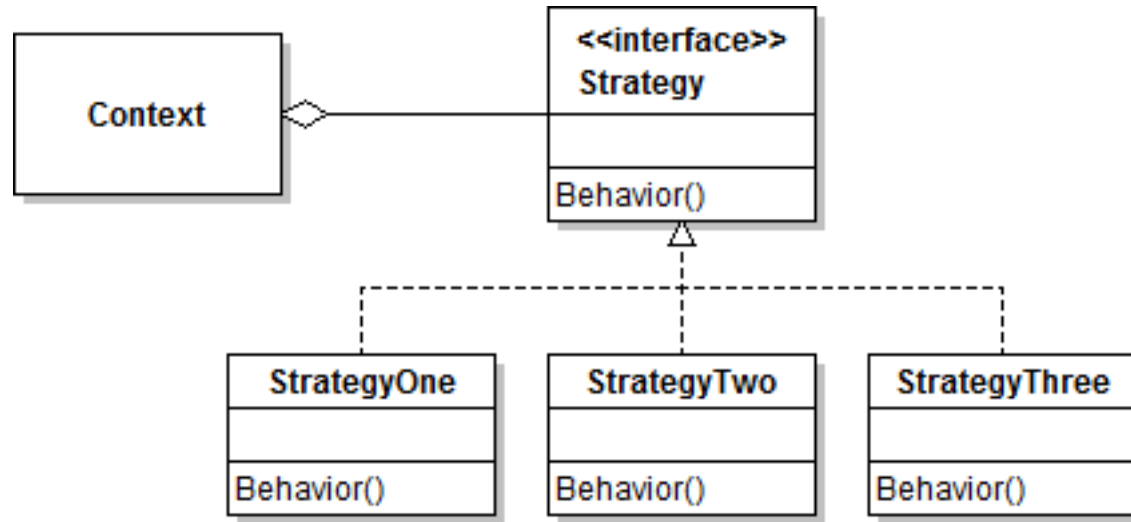 <<interface>>
Strategy
Context
Behavior()
StrategyOne
StrategyTwo
StrategyThree
Behavior()
Behavior()
Behavior()